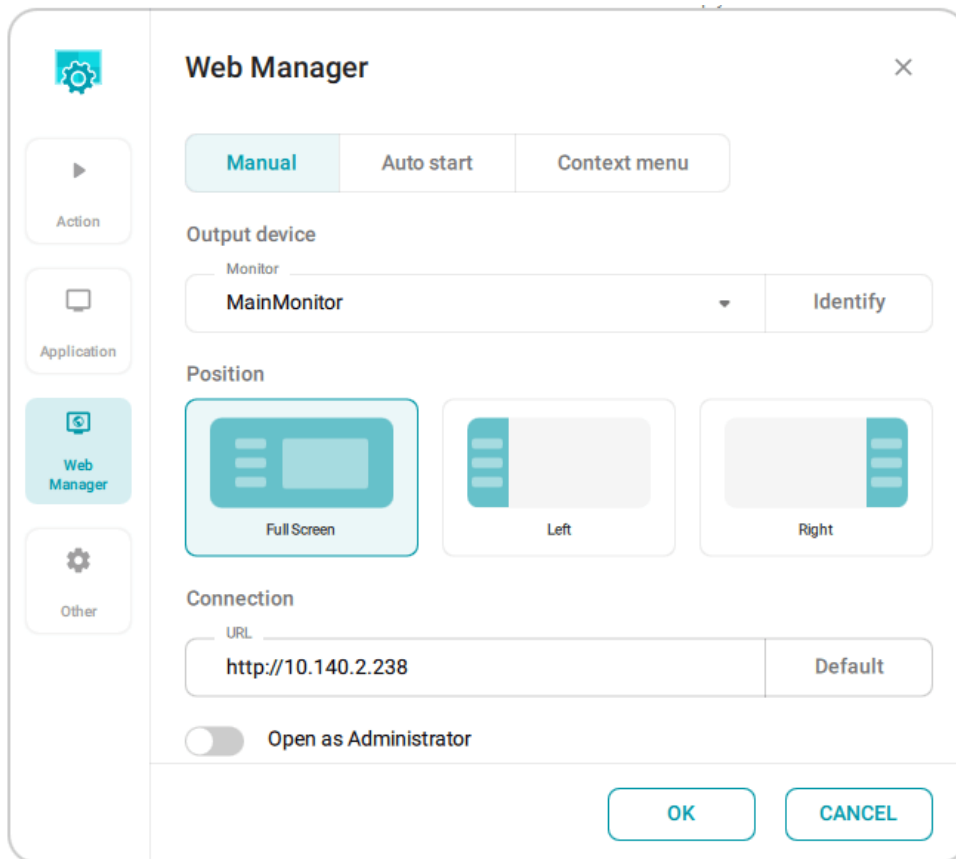 Web Manager
Manual
Auto start
Context menu
Action
Output device
Monitor
MainMonitor
Identify
Application
Position
Web
Manager
Full Screen
Left
Right
Other
Connection
URL
http://10.140.2.238
Default
Open as Administrator
OK
CANCEL